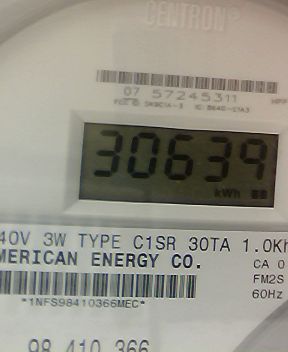 CENTRON®
07 57245311
30639
kWh
40V 3W TYPE C1SR 30TA 1.0Kh
MERICAN ENERGY CO.
CA 0
FM2S
60Hz
*1NFS98410366MEC*
98 410 366